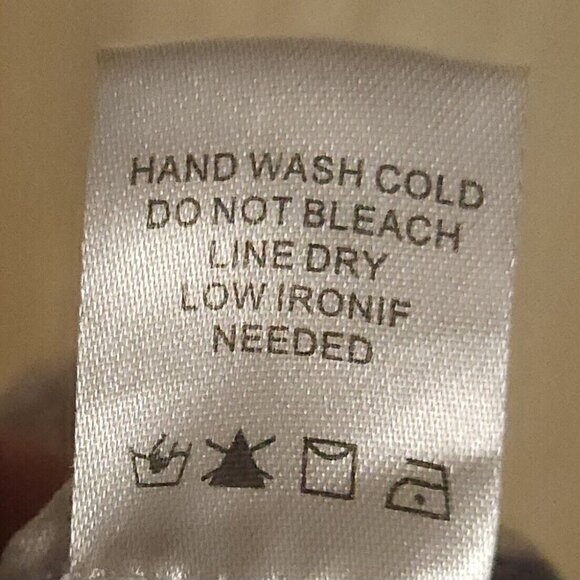 HAND WASH COLD
DO NOT BLEACH
LINE DRY
LOW IRONIF
NEEDED